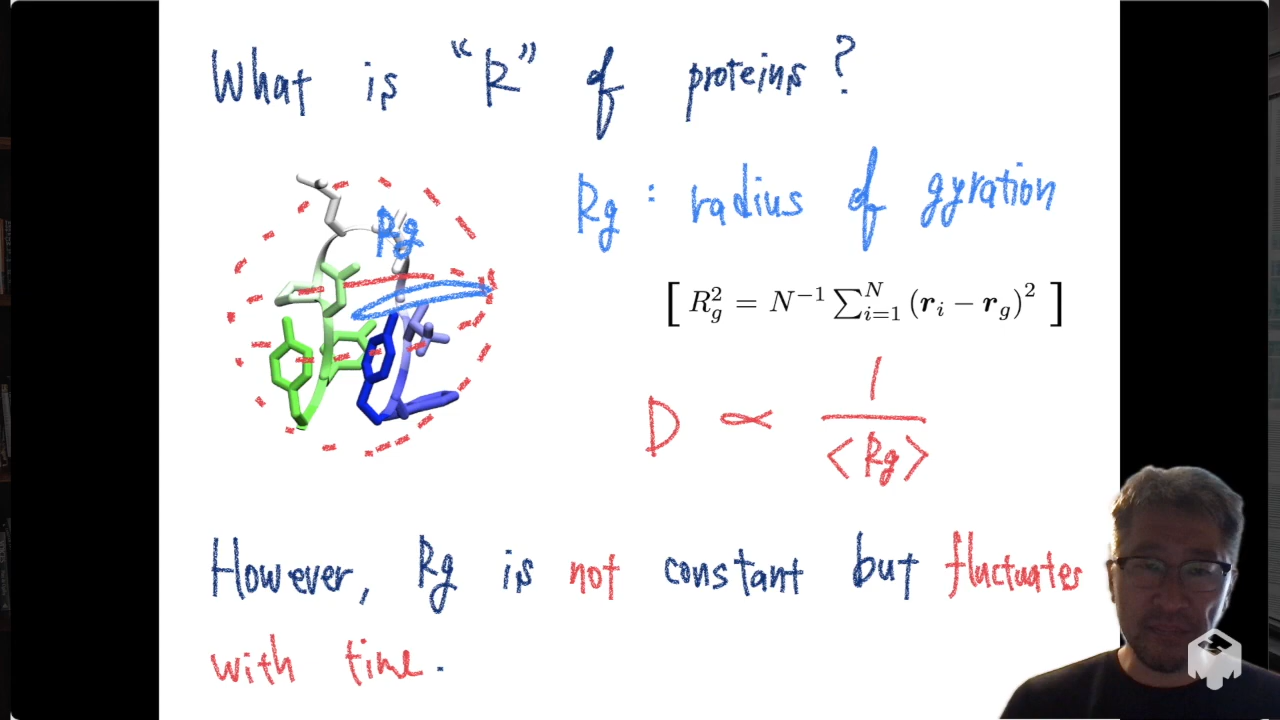 What is "R" of proteins?
Rg : radius of gyration
Rg
[ R_g^2 = N^{-1} ∑_{i=1}^{N} (r_i − r_g)^2 ]
D ∝ 1 / <Rg>
However, Rg is not constant but fluctuates
with time.